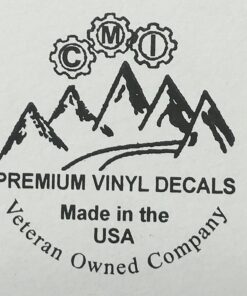 CMI
PREMIUM VINYL DECALS
Made in the
USA
Veteran Owned Company